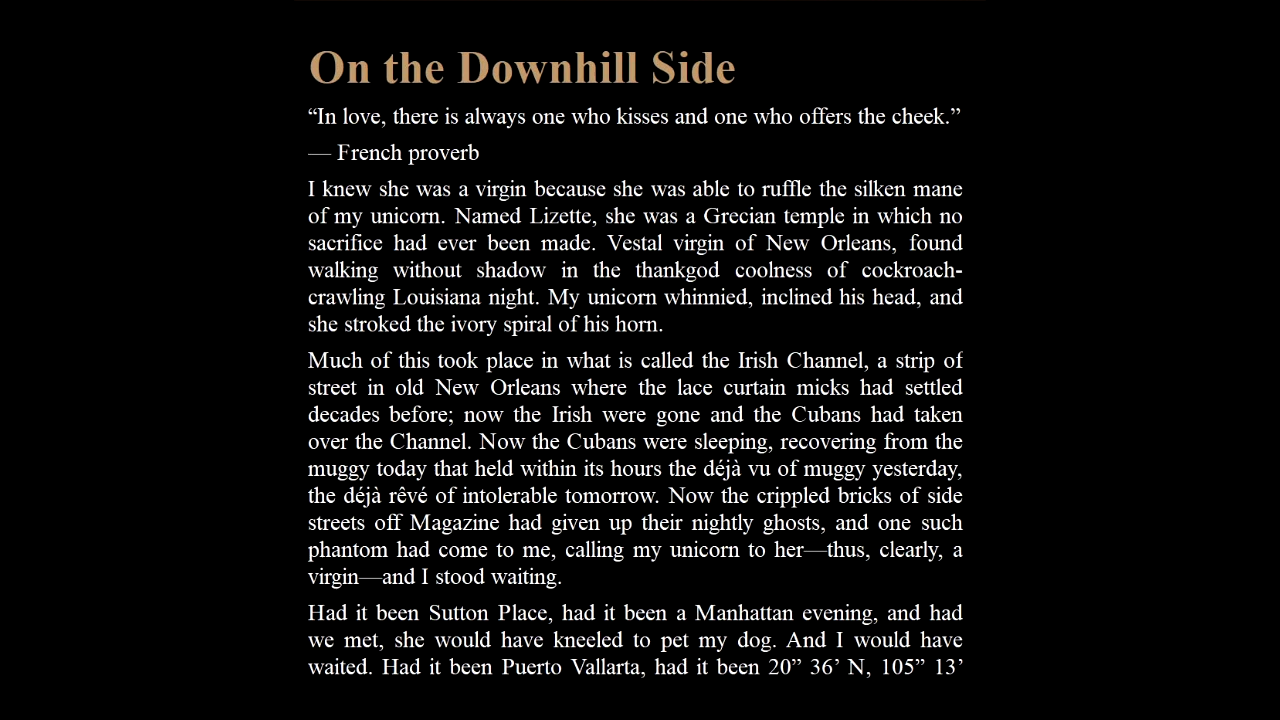 On the Downhill Side
“In love, there is always one who kisses and one who offers the cheek.”
— French proverb
I knew she was a virgin because she was able to ruffle the silken mane
of my unicorn. Named Lizette, she was a Grecian temple in which no
sacrifice had ever been made. Vestal virgin of New Orleans, found
walking without shadow in the thankgod coolness of cockroach-
crawling Louisiana night. My unicorn whinnied, inclined his head, and
she stroked the ivory spiral of his horn.
Much of this took place in what is called the Irish Channel, a strip of
street in old New Orleans where the lace curtain micks had settled
decades before; now the Irish were gone and the Cubans had taken
over the Channel. Now the Cubans were sleeping, recovering from the
muggy today that held within its hours the déjà vu of muggy yesterday,
the déjà rêvé of intolerable tomorrow. Now the crippled bricks of side
streets off Magazine had given up their nightly ghosts, and one such
phantom had come to me, calling my unicorn to her—thus, clearly, a
virgin—and I stood waiting.
Had it been Sutton Place, had it been a Manhattan evening, and had
we met, she would have kneeled to pet my dog. And I would have
waited. Had it been Puerto Vallarta, had it been 20” 36’ N, 105” 13’